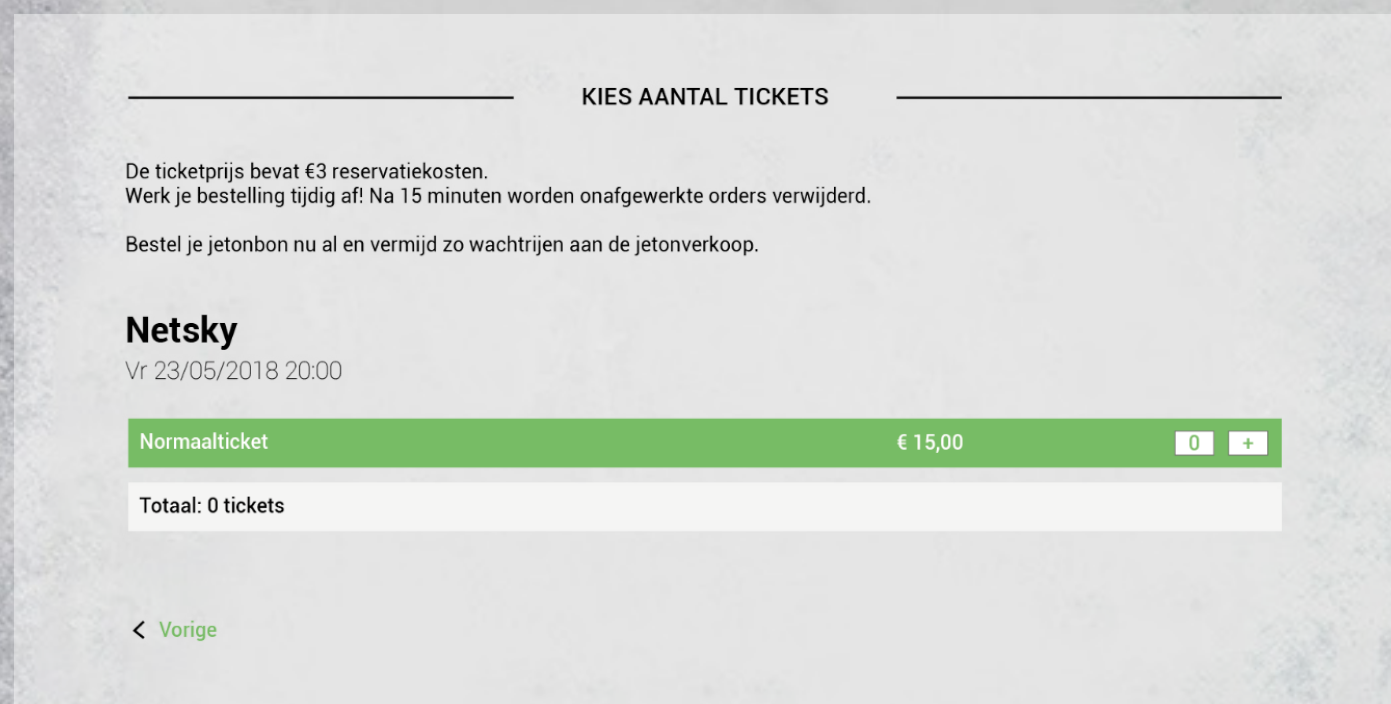 KIES AANTAL TICKETS
De ticketprijs bevat €3 reservatiekosten.
Werk je bestelling tijdig af! Na 15 minuten worden onafgewerkte orders verwijderd.
Bestel je jetonbon nu al en vermijd zo wachtrijen aan de jetonverkoop.
Netsky
Vr 23/05/2018 20:00
Normaalticket € 15,00 0 +
Totaal: 0 tickets
< Vorige